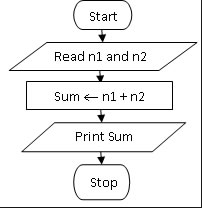 Start
Read n1 and n2
Sum ← n1 + n2
Print Sum
Stop